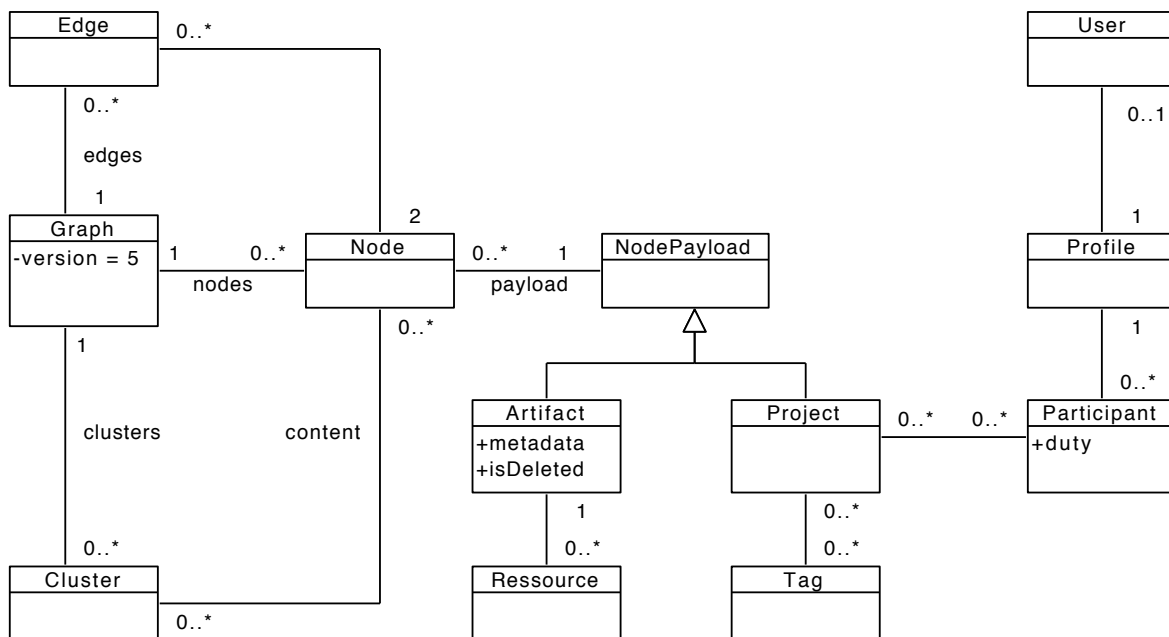 Edge
0..*
User
0..*
0..1
edges
1
2
1
Graph
Node
NodePayload
Profile
-version = 5
1
0..*
0..*
1
nodes
payload
1
0..*
1
0..*
Artifact
Project
Participant
clusters
content
+metadata
0..*
0..*
+duty
+isDeleted
1
0..*
0..*
0..*
0..*
Cluster
Ressource
Tag
0..*